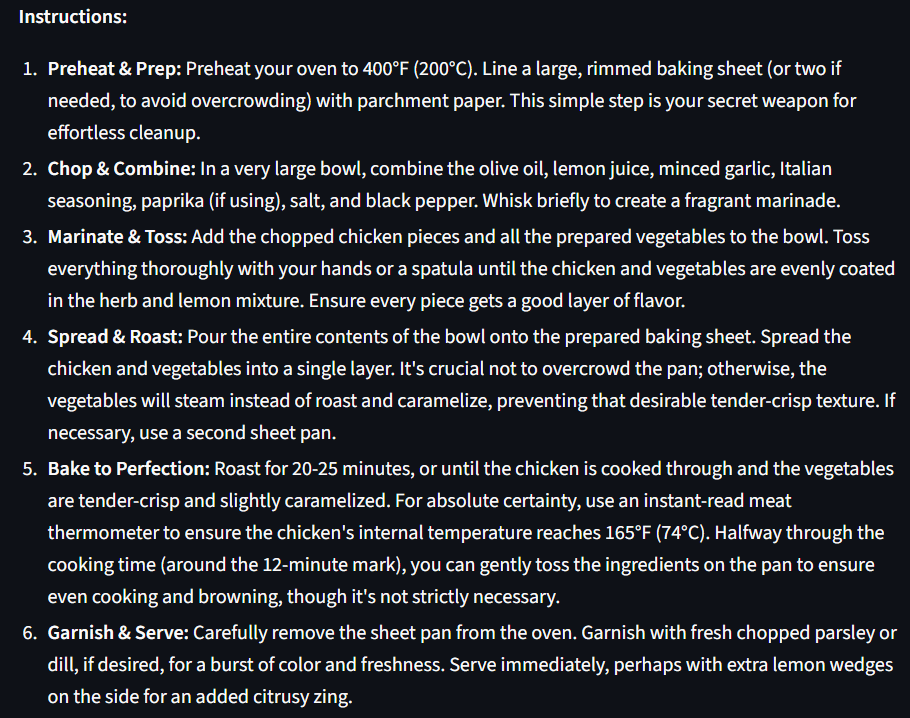 Instructions:
1. Preheat & Prep: Preheat your oven to 400°F (200°C). Line a large, rimmed baking sheet (or two if
needed, to avoid overcrowding) with parchment paper. This simple step is your secret weapon for
effortless cleanup.
2. Chop & Combine: In a very large bowl, combine the olive oil, lemon juice, minced garlic, Italian
seasoning, paprika (if using), salt, and black pepper. Whisk briefly to create a fragrant marinade.
3. Marinate & Toss: Add the chopped chicken pieces and all the prepared vegetables to the bowl. Toss
everything thoroughly with your hands or a spatula until the chicken and vegetables are evenly coated
in the herb and lemon mixture. Ensure every piece gets a good layer of flavor.
4. Spread & Roast: Pour the entire contents of the bowl onto the prepared baking sheet. Spread the
chicken and vegetables into a single layer. It's crucial not to overcrowd the pan; otherwise, the
vegetables will steam instead of roast and caramelize, preventing that desirable tender-crisp texture. If
necessary, use a second sheet pan.
5. Bake to Perfection: Roast for 20-25 minutes, or until the chicken is cooked through and the vegetables
are tender-crisp and slightly caramelized. For absolute certainty, use an instant-read meat
thermometer to ensure the chicken's internal temperature reaches 165°F (74°C). Halfway through the
cooking time (around the 12-minute mark), you can gently toss the ingredients on the pan to ensure
even cooking and browning, though it's not strictly necessary.
6. Garnish & Serve: Carefully remove the sheet pan from the oven. Garnish with fresh chopped parsley or
dill, if desired, for a burst of color and freshness. Serve immediately, perhaps with extra lemon wedges
on the side for an added citrusy zing.